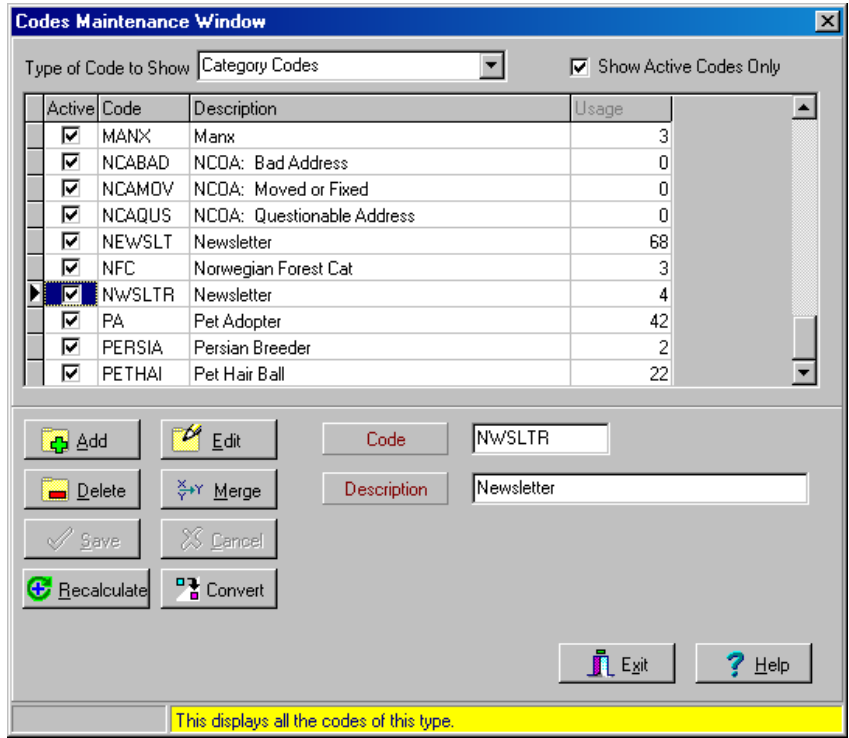 Codes Maintenance Window
Type of Code to Show Category Codes Show Active Codes Only
Active Code Description Usage
MANX Manx 3
NCABAD NCOA: Bad Address 0
NCAMOV NCOA: Moved or Fixed 0
NCAQUS NCOA: Questionable Address 0
NEWSLT Newsletter 68
NFC Norwegian Forest Cat 3
NWSLTR Newsletter 4
PA Pet Adopter 42
PERSIA Persian Breeder 2
PETHAI Pet Hair Ball 22
Add Edit Code NWSLTR
Delete Merge Description Newsletter
Save Cancel
Recalculate Convert
Exit Help
This displays all the codes of this type.